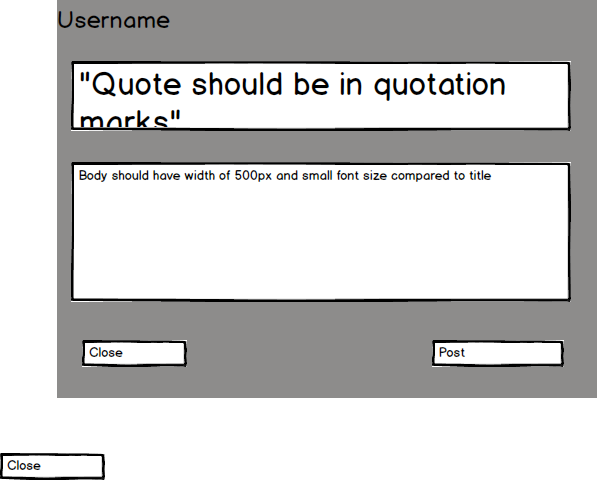 Username
"Quote should be in quotation
marks"
Body should have width of 500px and small font size compared to title
Close
Post
Close